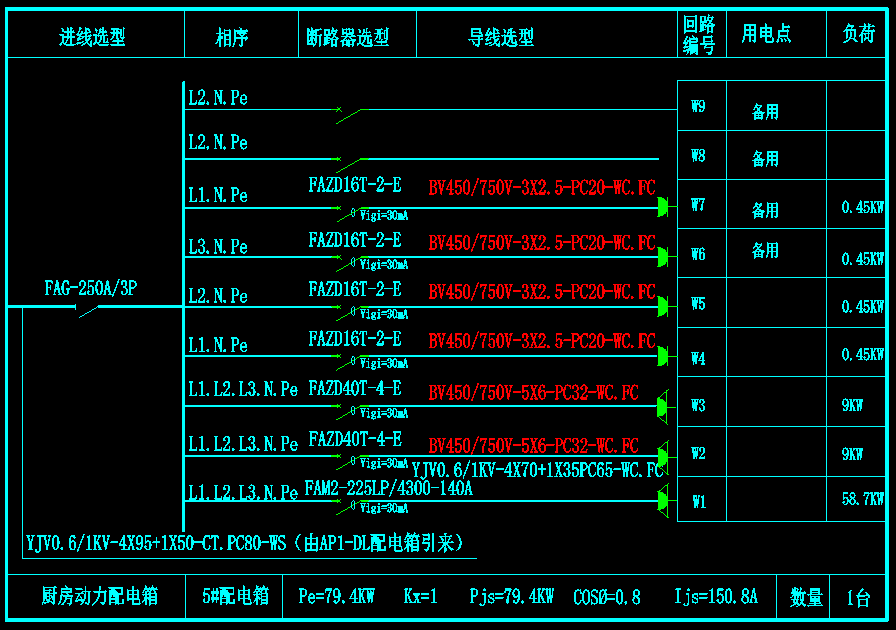 进线选型 相序 断路器选型 导线选型 回路编号 用电点 负荷
L2.N.Pe W9 备用
L2.N.Pe W8 备用
L1.N.Pe FAZD16T-2-E Vigi=30mA BV450/750V-3X2.5-PC20-WC.FC W7 备用 0.45KW
L3.N.Pe FAZD16T-2-E Vigi=30mA BV450/750V-3X2.5-PC20-WC.FC W6 备用 0.45KW
FAG-250A/3P
L2.N.Pe FAZD16T-2-E Vigi=30mA BV450/750V-3X2.5-PC20-WC.FC W5 0.45KW
L1.N.Pe FAZD16T-2-E Vigi=30mA BV450/750V-3X2.5-PC20-WC.FC W4 0.45KW
L1.L2.L3.N.Pe FAZD40T-4-E Vigi=30mA BV450/750V-5X6-PC32-WC.FC W3 9KW
L1.L2.L3.N.Pe FAZD40T-4-E Vigi=30mA BV450/750V-5X6-PC32-WC.FC W2 9KW
YJV0.6/1KV-4X70+1X35PC65-WC.FC
L1.L2.L3.N.Pe FAM2-225LP/4300-140A Vigi=30mA W1 58.7KW
YJV0.6/1KV-4X95+1X50-CT.PC80-WS（由AP1-DL配电箱引来）
厨房动力配电箱 5#配电箱 Pe=79.4KW Kx=1 Pjs=79.4KW COSØ=0.8 Ijs=150.8A 数量 1台